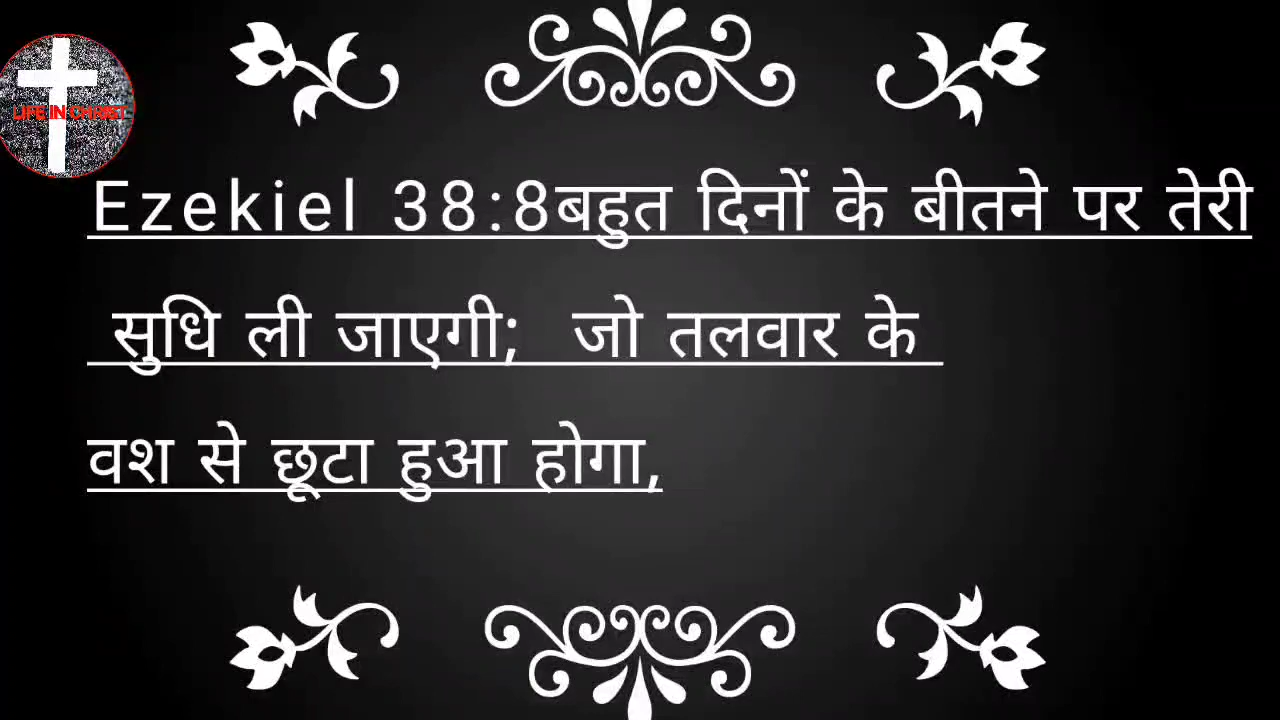 LIFE IN CHRIST
Ezekiel 38:8बहुत दिनों के बीतने पर तेरी
सुधि ली जाएगी; जो तलवार के
वश से छूटा हुआ होगा,